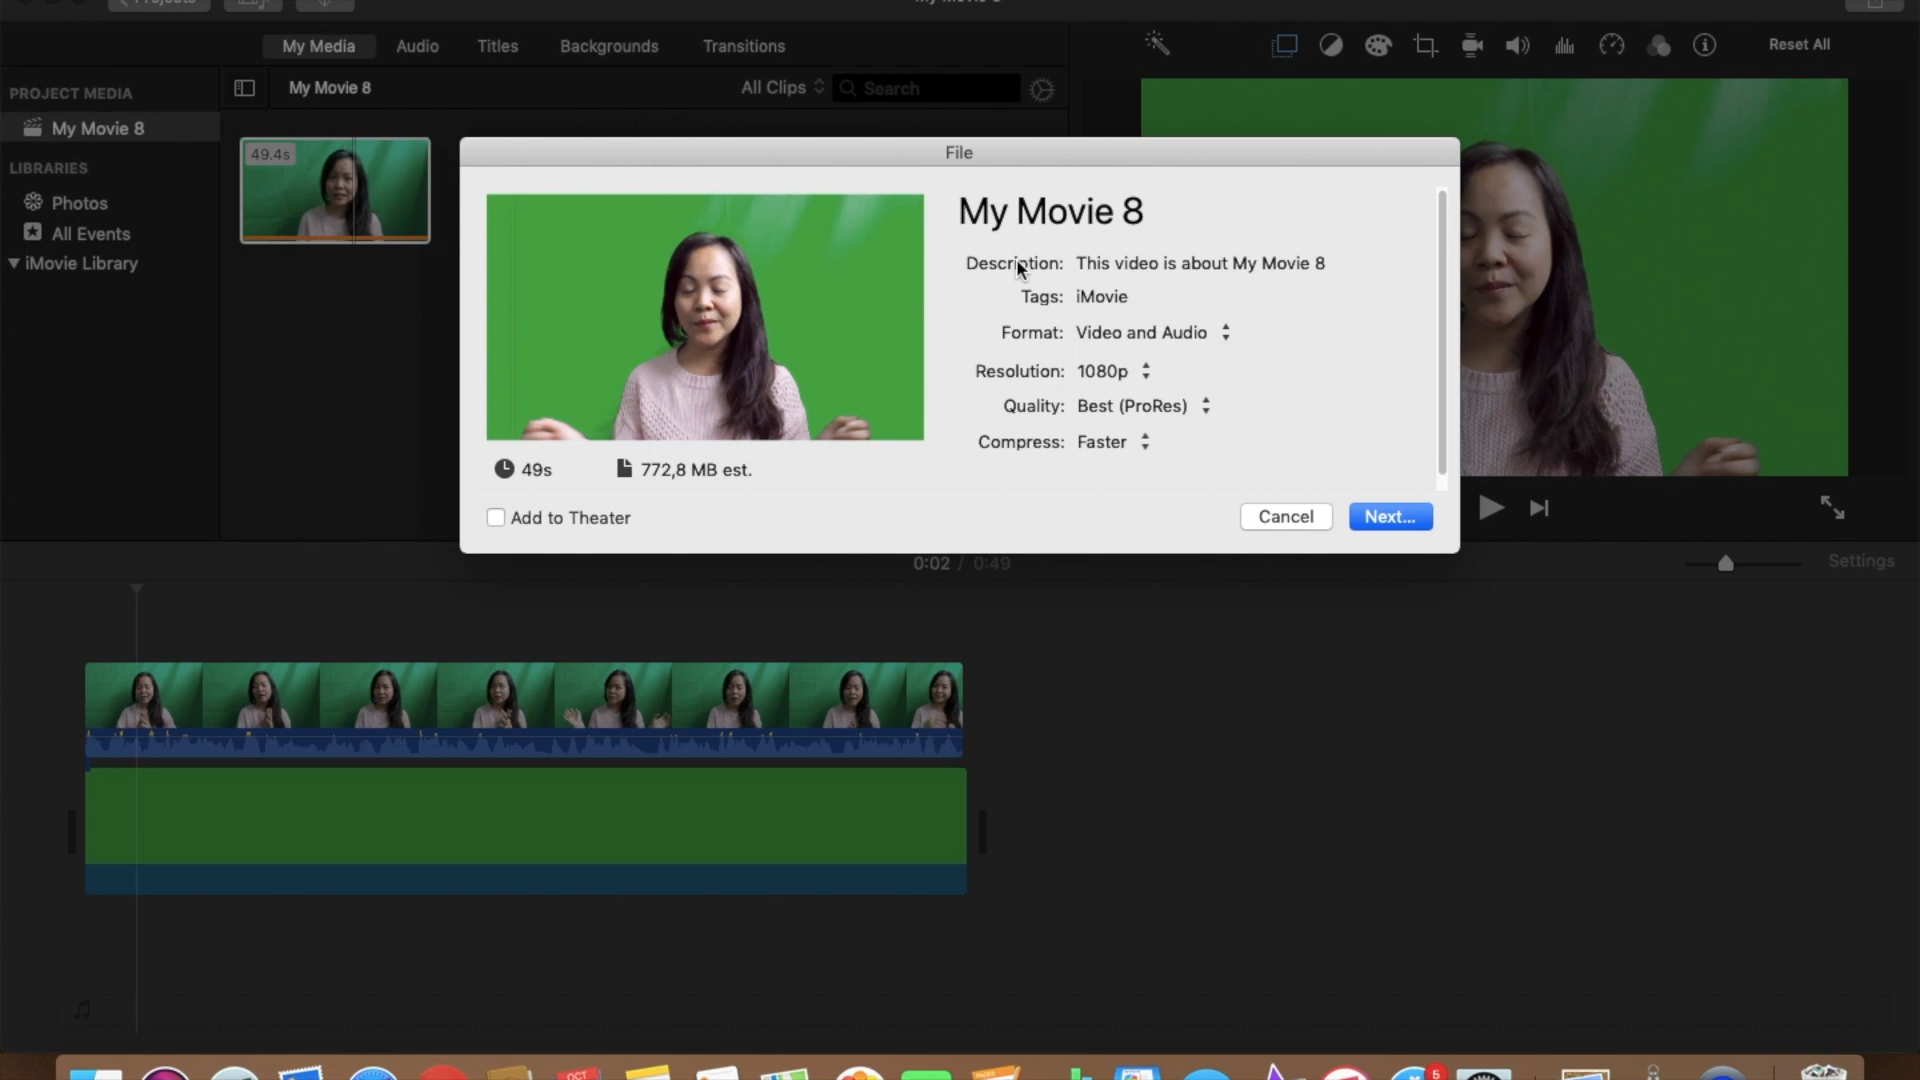 My Media
Audio
Titles
Backgrounds
Transitions
Reset All
PROJECT MEDIA
My Movie 8
All Clips
Search
My Movie 8
LIBRARIES
Photos
All Events
iMovie Library
49.4s
File
My Movie 8
Description: This video is about My Movie 8
Tags: iMovie
Format: Video and Audio
Resolution: 1080p
Quality: Best (ProRes)
Compress: Faster
49s
772,8 MB est.
Add to Theater
Cancel
Next...
0:02 / 0:49
Settings
OCT
PAGES
5